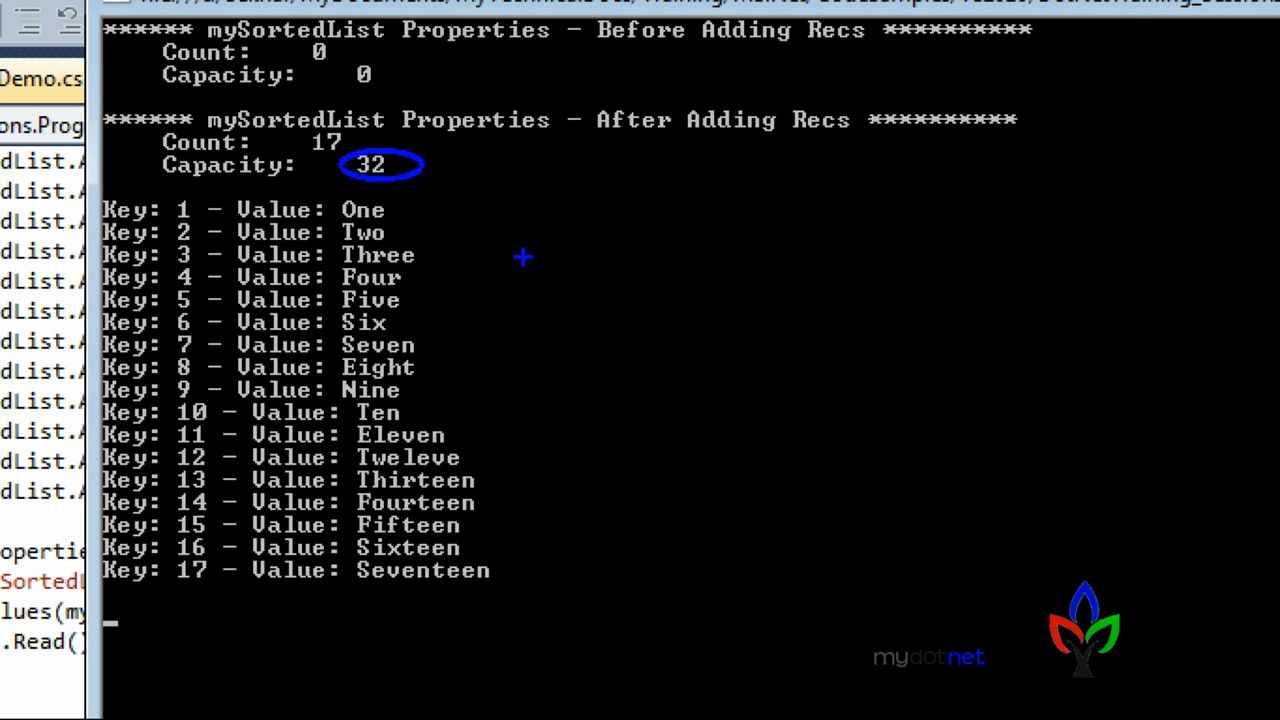 Demo.cs
ons.Prog
dList.A
dList.A
dList.A
dList.A
dList.A
dList.A
dList.A
dList.A
dList.A
dList.A
dList.A
dList.A
opertie
SortedL
lues(my
.Read()
****** mySortedList Properties - Before Adding Recs **********
Count: 0
Capacity: 0
****** mySortedList Properties - After Adding Recs **********
Count: 17
Capacity: 32
Key: 1 - Value: One
Key: 2 - Value: Two
Key: 3 - Value: Three
Key: 4 - Value: Four
Key: 5 - Value: Five
Key: 6 - Value: Six
Key: 7 - Value: Seven
Key: 8 - Value: Eight
Key: 9 - Value: Nine
Key: 10 - Value: Ten
Key: 11 - Value: Eleven
Key: 12 - Value: Tweleve
Key: 13 - Value: Thirteen
Key: 14 - Value: Fourteen
Key: 15 - Value: Fifteen
Key: 16 - Value: Sixteen
Key: 17 - Value: Seventeen
mydotnet